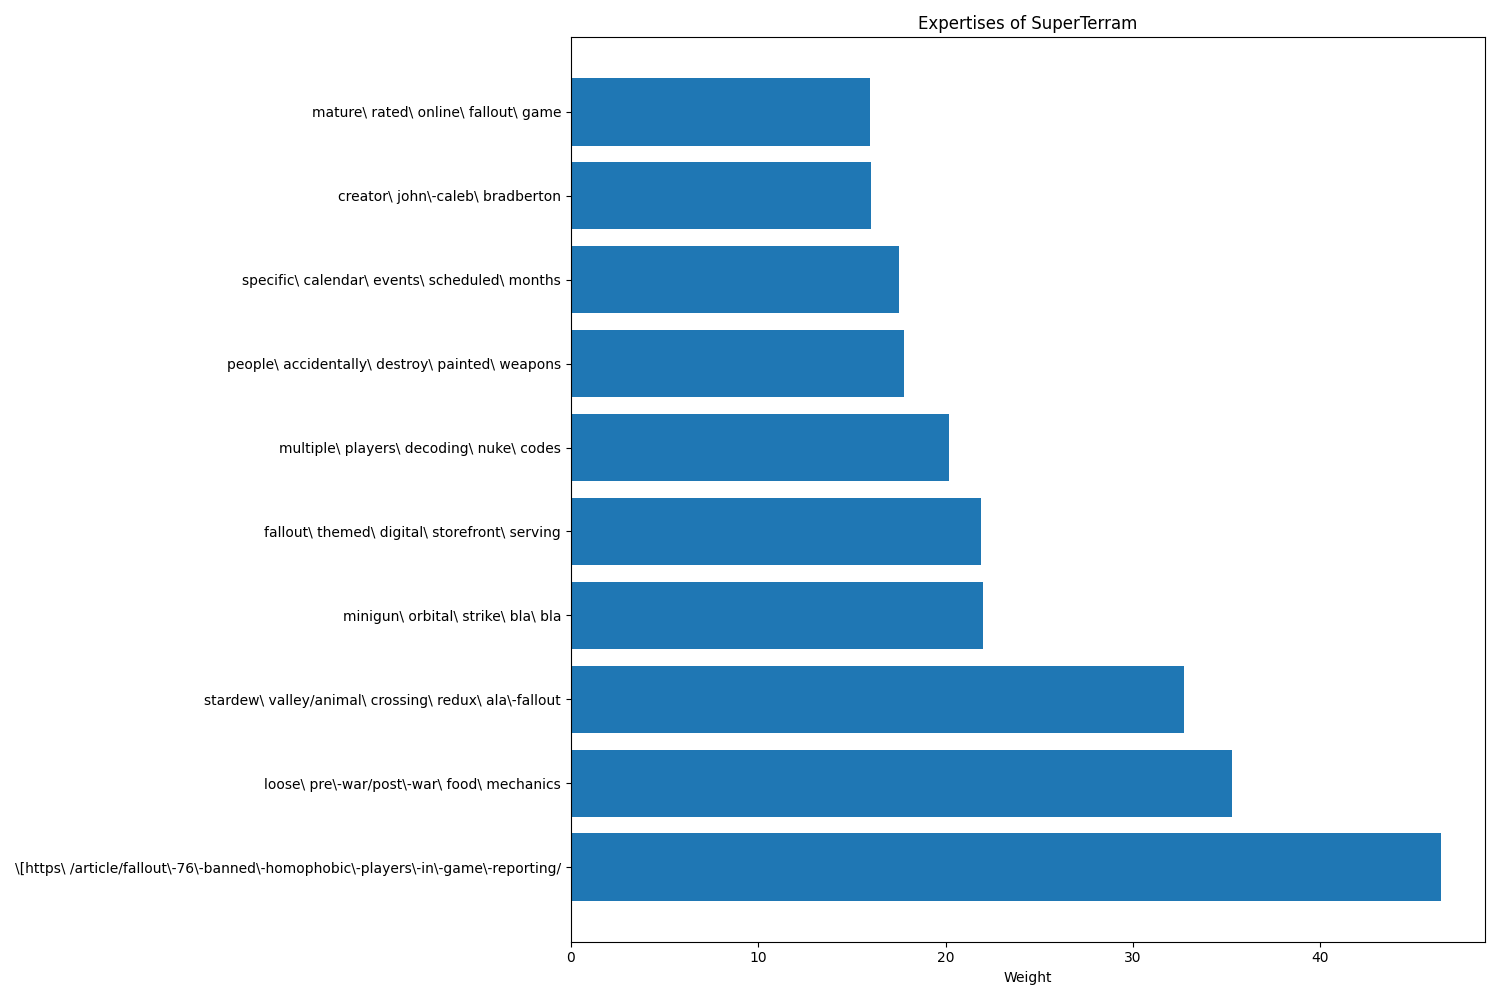 Expertises of SuperTerram
mature\ rated\ online\ fallout\ game
creator\ john\-caleb\ bradberton
specific\ calendar\ events\ scheduled\ months
people\ accidentally\ destroy\ painted\ weapons
multiple\ players\ decoding\ nuke\ codes
fallout\ themed\ digital\ storefront\ serving
minigun\ orbital\ strike\ bla\ bla
stardew\ valley/animal\ crossing\ redux\ ala\-fallout
loose\ pre\-war/post\-war\ food\ mechanics
\[https\ /article/fallout\-76\-banned\-homophobic\-players\-in\-game\-reporting/
0 10 20 30 40
Weight